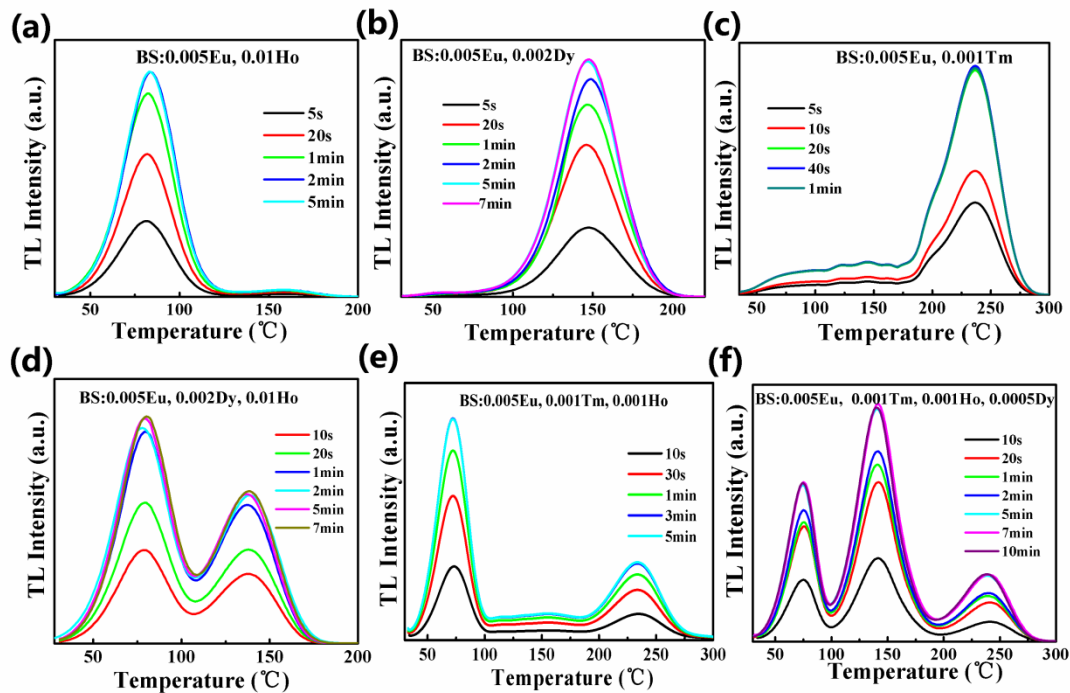 (a)
BS:0.005Eu, 0.01Ho
5s
20s
1min
2min
5min
TL Intensity (a.u.)
50 100 150 200
Temperature (℃)
(b)
BS:0.005Eu, 0.002Dy
5s
20s
1min
2min
5min
7min
TL Intensity (a.u.)
50 100 150 200
Temperature (℃)
(c)
BS:0.005Eu, 0.001Tm
5s
10s
20s
40s
1min
TL Intensity (a.u.)
50 100 150 200 250 300
Temperature (℃)
(d)
BS:0.005Eu, 0.002Dy, 0.01Ho
10s
20s
1min
2min
5min
7min
TL Intensity (a.u.)
50 100 150 200
Temperature (℃)
(e)
BS:0.005Eu, 0.001Tm, 0.001Ho
10s
30s
1min
3min
5min
TL Intensity (a.u.)
50 100 150 200 250 300
Temperature (℃)
(f)
BS:0.005Eu, 0.001Tm, 0.001Ho, 0.0005Dy
10s
20s
1min
2min
5min
7min
10min
TL Intensity (a.u.)
50 100 150 200 250 300
Temperature (℃)